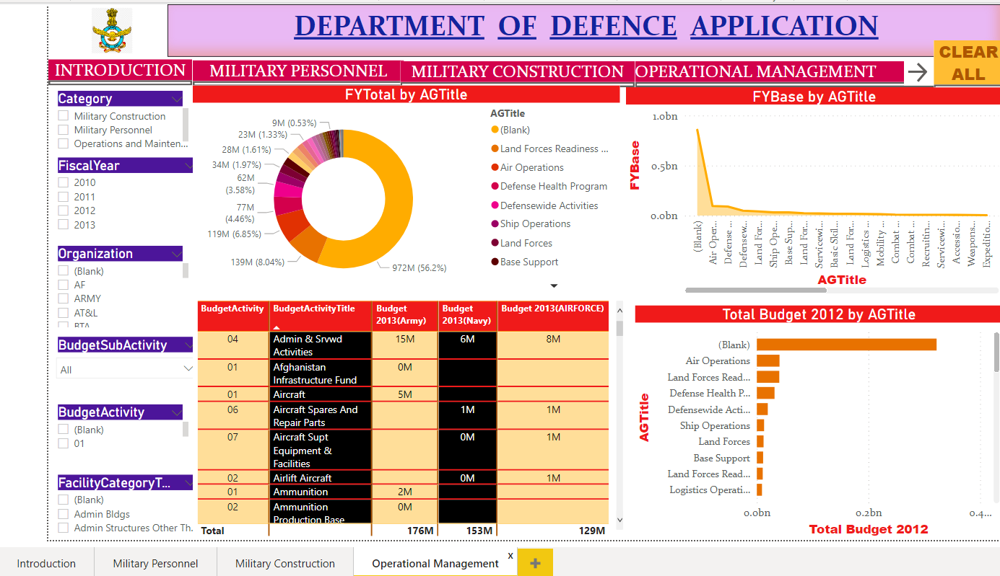 DEPARTMENT OF DEFENCE APPLICATION
CLEAR
ALL
INTRODUCTION
MILITARY PERSONNEL
MILITARY CONSTRUCTION
OPERATIONAL MANAGEMENT
Category
Military Construction
Military Personnel
Operations and Mainten...
FiscalYear
2010
2011
2012
2013
Organization
(Blank)
AF
ARMY
AT&L
BTA
BudgetSubActivity
All
BudgetActivity
(Blank)
01
FacilityCategoryT...
(Blank)
Admin Bldgs
Admin Structures Other Th.
FYTotal by AGTitle
9M (0.53%)
23M (1.33%)
28M (1.61%)
34M (1.97%)
62M
(3.58%)
77M
(4.46%)
119M (6.85%)
139M (8.04%)
972M (56.2%)
AGTitle
(Blank)
Land Forces Readiness ...
Air Operations
Defense Health Program
Defensewide Activities
Ship Operations
Land Forces
Base Support
FYBase by AGTitle
FYBase
1.0bn
0.5bn
0.0bn
(Blank)
Air Oper...
Defense ...
Defensew...
Land For...
Ship Ope...
Base Sup...
Land For...
Servicewi...
Basic Skil...
Land For...
Logistics ...
Mobility ...
Combat ...
Combat ...
Recruitin...
Servicewi...
Accessio...
Weapons...
Expeditio...
AGTitle
BudgetActivity BudgetActivityTitle Budget 2013(Army) Budget 2013(Navy) Budget 2013(AIRFORCE)
04 Admin & Srvwd Activities 15M 6M 8M
01 Afghanistan Infrastructure Fund 0M
01 Aircraft 5M
06 Aircraft Spares And Repair Parts 1M 1M
07 Aircraft Supt Equipment & Facilities 0M 1M
02 Airlift Aircraft 0M 1M
01 Ammunition 2M
02 Ammunition Production Base 0M
Total 176M 153M 129M
Total Budget 2012 by AGTitle
AGTitle
(Blank)
Air Operations
Land Forces Read...
Defense Health P...
Defensewide Acti...
Ship Operations
Land Forces
Base Support
Land Forces Read...
Logistics Operati...
0.0bn 0.2bn 0.4...
Total Budget 2012
Introduction
Military Personnel
Military Construction
Operational Management
x
+